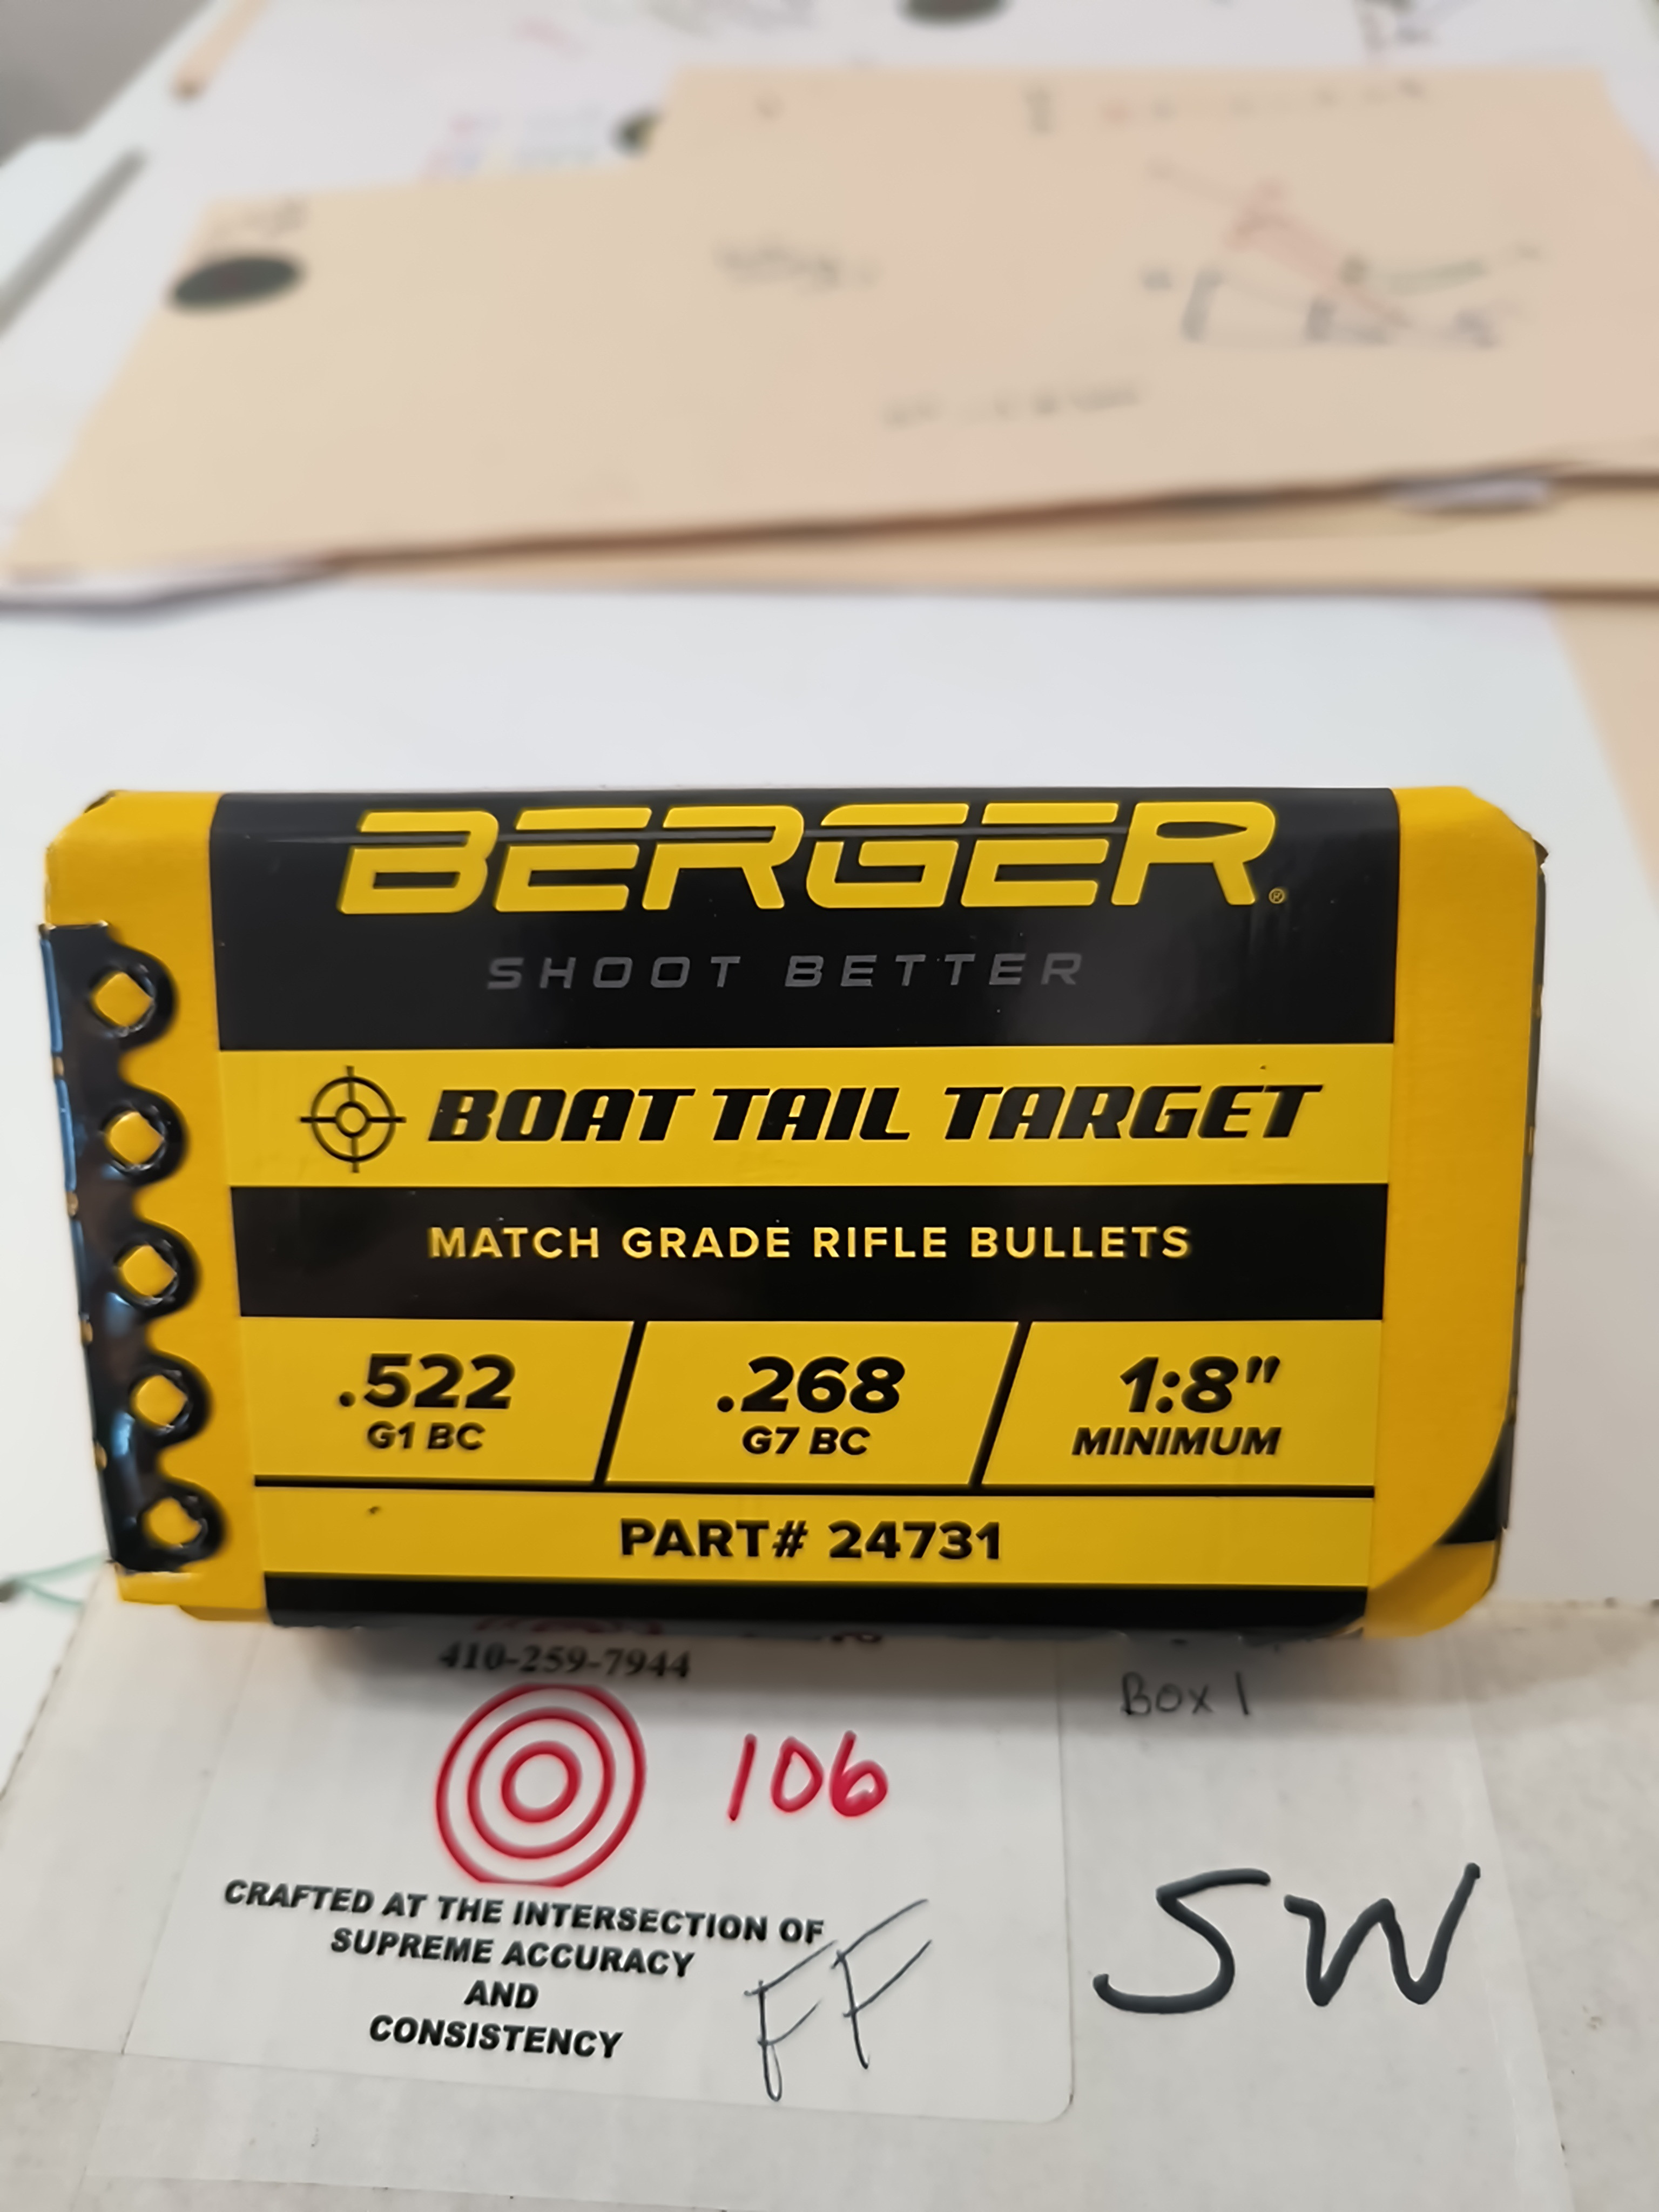 BERGER®
SHOOT BETTER
BOAT TAIL TARGET
MATCH GRADE RIFLE BULLETS
.522
G1 BC
.268
G7 BC
1:8"
MINIMUM
PART# 24731
410-259-7944
Box 1
106
CRAFTED AT THE INTERSECTION OF
SUPREME ACCURACY
AND
CONSISTENCY
FF
SW